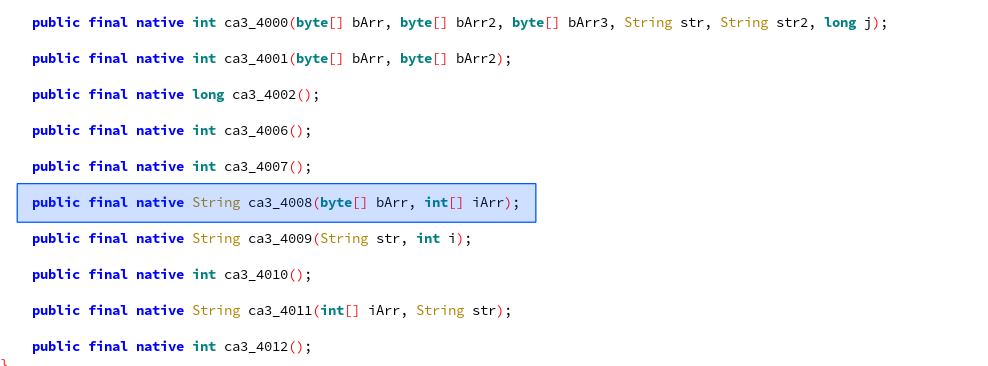 public final native int ca3_4000(byte[] bArr, byte[] bArr2, byte[] bArr3, String str, String str2, long j);
public final native int ca3_4001(byte[] bArr, byte[] bArr2);
public final native long ca3_4002();
public final native int ca3_4006();
public final native int ca3_4007();
public final native String ca3_4008(byte[] bArr, int[] iArr);
public final native String ca3_4009(String str, int i);
public final native int ca3_4010();
public final native String ca3_4011(int[] iArr, String str);
public final native int ca3_4012();
}